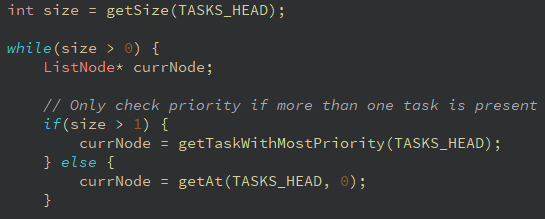 int size = getSize(TASKS_HEAD);
while(size > 0) {
ListNode* currNode;
// Only check priority if more than one task is present
if(size > 1) {
currNode = getTaskWithMostPriority(TASKS_HEAD);
} else {
currNode = getAt(TASKS_HEAD, 0);
}